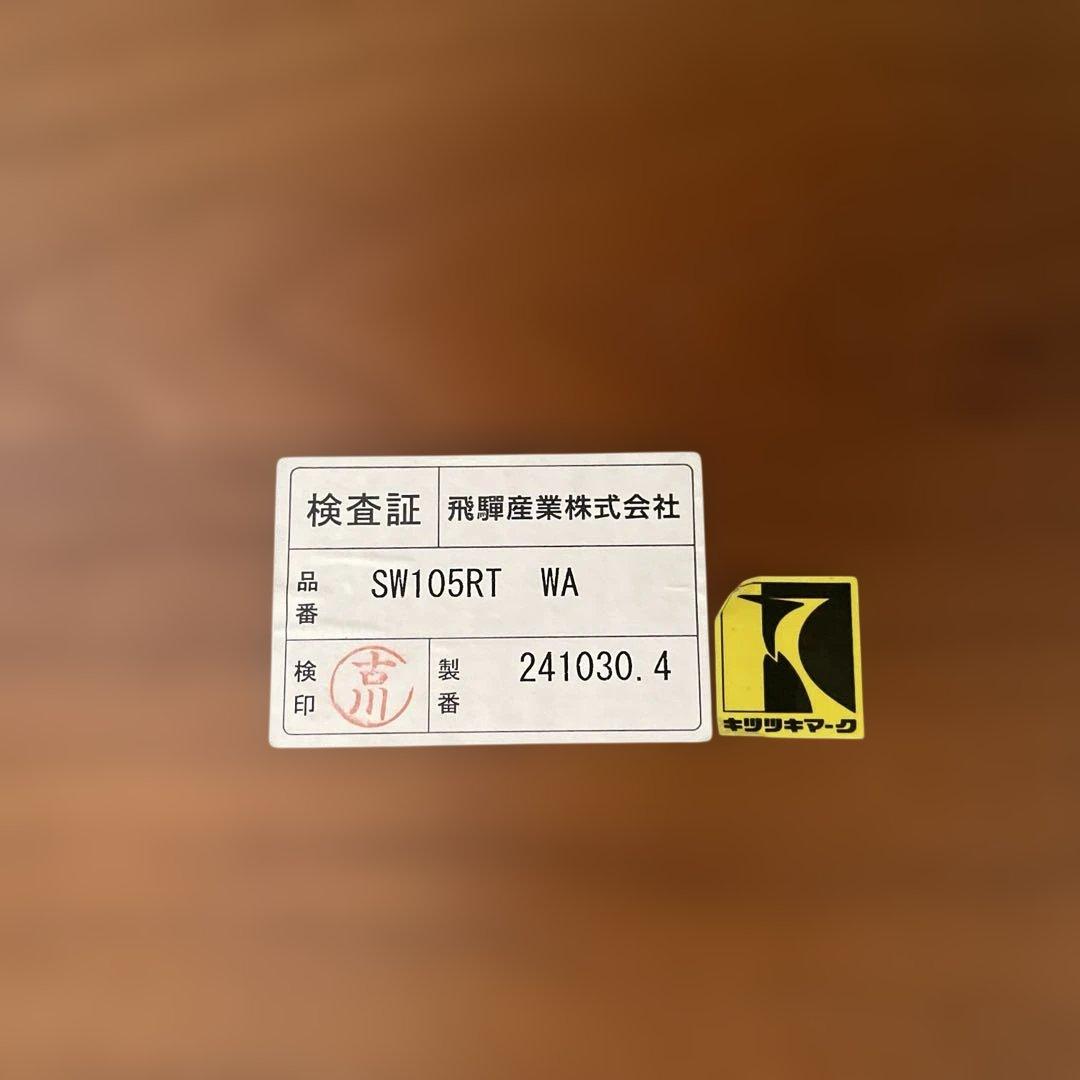 検査証 飛驒産業株式会社
品番 SW105RT WA
検印 古川 製番 241030.4
キツツキマーク